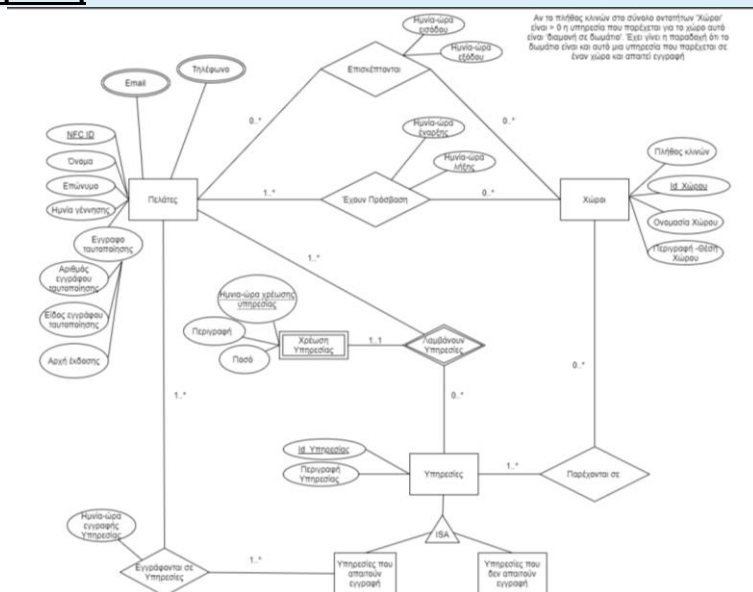 Αν το πλήθος κλινών στο σύνολο οντοτήτων 'Χώροι'
είναι > 0 η υπηρεσία που παρέχεται για το χώρο αυτό
είναι 'διαμονή σε δωμάτιο'. Έχει γίνει η παραδοχή ότι το
δωμάτιο είναι και αυτό μια υπηρεσία που παρέχεται σε
έναν χώρο και απαιτεί εγγραφή
Ημνία-ώρα
εισόδου
Ημνία-ώρα
εξόδου
Επισκέπτονται
Τηλέφωνο
Email
0..*
0..*
Ημνία-ώρα
έναρξης
Ημνία-ώρα
λήξης
NFC ID
Όνομα
Επώνυμο
Ημνία γέννησης
Εγγραφο
ταυτοποίησης
Αριθμός
εγγράφου
ταυτοποίησης
Είδος εγγράφου
ταυτοποίησης
Αρχή έκδοσης
Πελάτες
1..*
Έχουν Πρόσβαση
0..*
Χώροι
Πλήθος κλινών
Id Χώρου
Ονομασία Χώρου
Περιγραφή -Θέση
Χώρου
1..*
Ημνια-ώρα χρέωσης
υπηρεσίας
Περιγραφή
Ποσό
Χρέωση
Υπηρεσίας
1..1
Λαμβάνουν
Υπηρεσίες
0..*
0..*
1..*
Id Υπηρεσίας
Περιγραφή
Υπηρεσίας
Υπηρεσίες
1..*
Παρέχονται σε
ISA
Ημνία-ώρα
εγγραφής
Υπηρεσίας
Εγγράφονται σε
Υπηρεσίες
1..*
Υπηρεσίες που
απαιτούν
εγγραφή
Υπηρεσίες που
δεν απαιτούν
εγγραφή